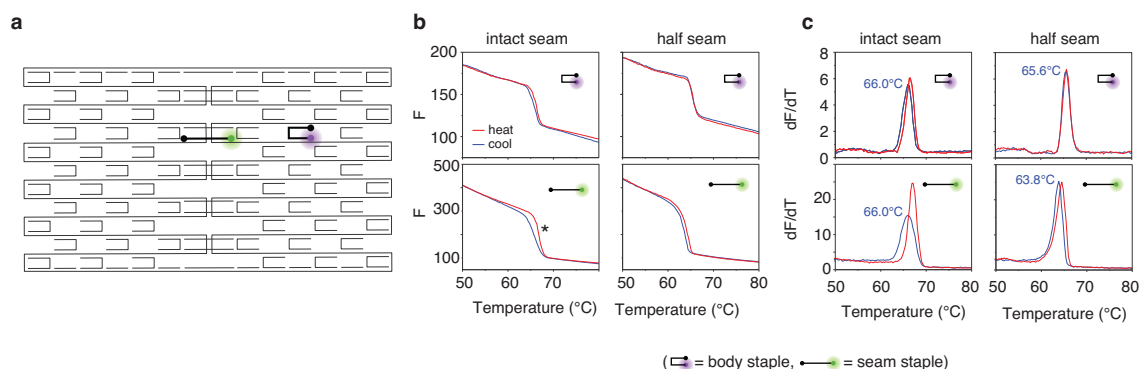 a
b
intact seam
half seam
200
150
100
F
heat
cool
500
300
100
F
50
60
70
50
60
70
80
Temperature (°C)
Temperature (°C)
c
intact seam
half seam
8
6
4
2
0
dF/dT
66.0°C
65.6°C
20
10
0
dF/dT
66.0°C
63.8°C
50
60
70
80
50
60
70
80
Temperature (°C)
Temperature (°C)
*
( = body staple, = seam staple)